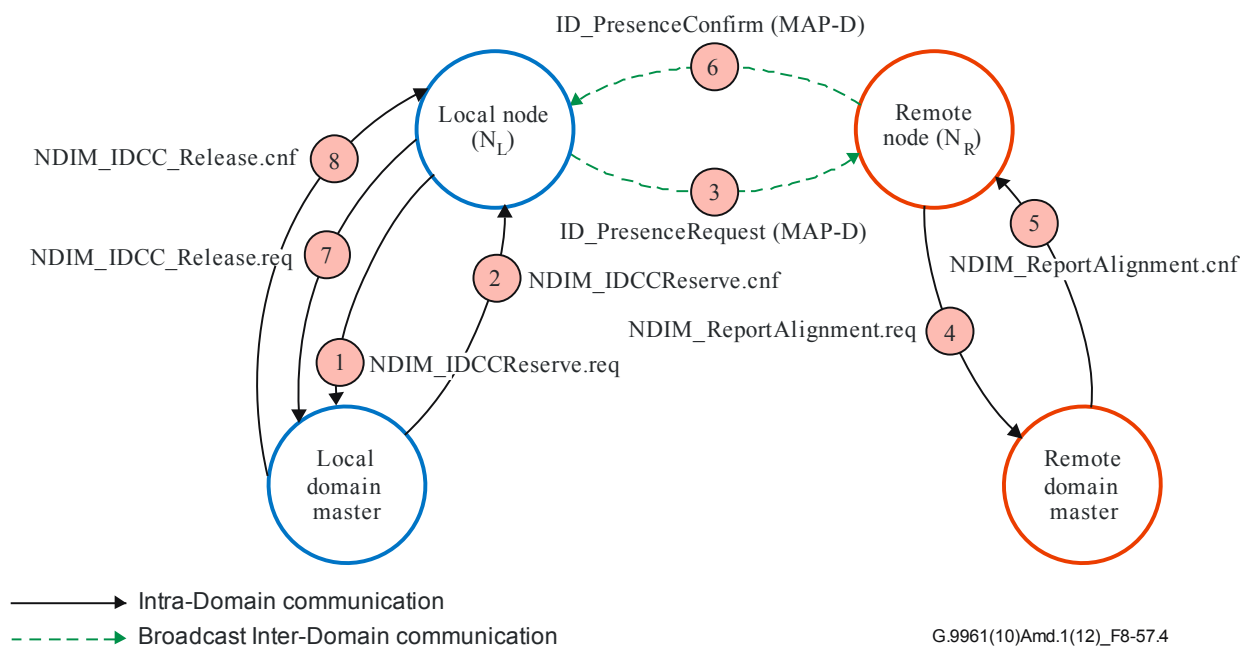 ID_PresenceConfirm (MAP-D)
6
Local node
(NL)
Remote
node (NR)
8
NDIM_IDCC_Release.cnf
3
ID_PresenceRequest (MAP-D)
5
NDIM_IDCC_Release.req
7
NDIM_ReportAlignment.cnf
2
NDIM_IDCCReserve.cnf
NDIM_ReportAlignment.req
4
1
NDIM_IDCCReserve.req
Local
domain
master
Remote
domain
master
Intra-Domain communication
Broadcast Inter-Domain communication
G.9961(10)Amd.1(12)_F8-57.4